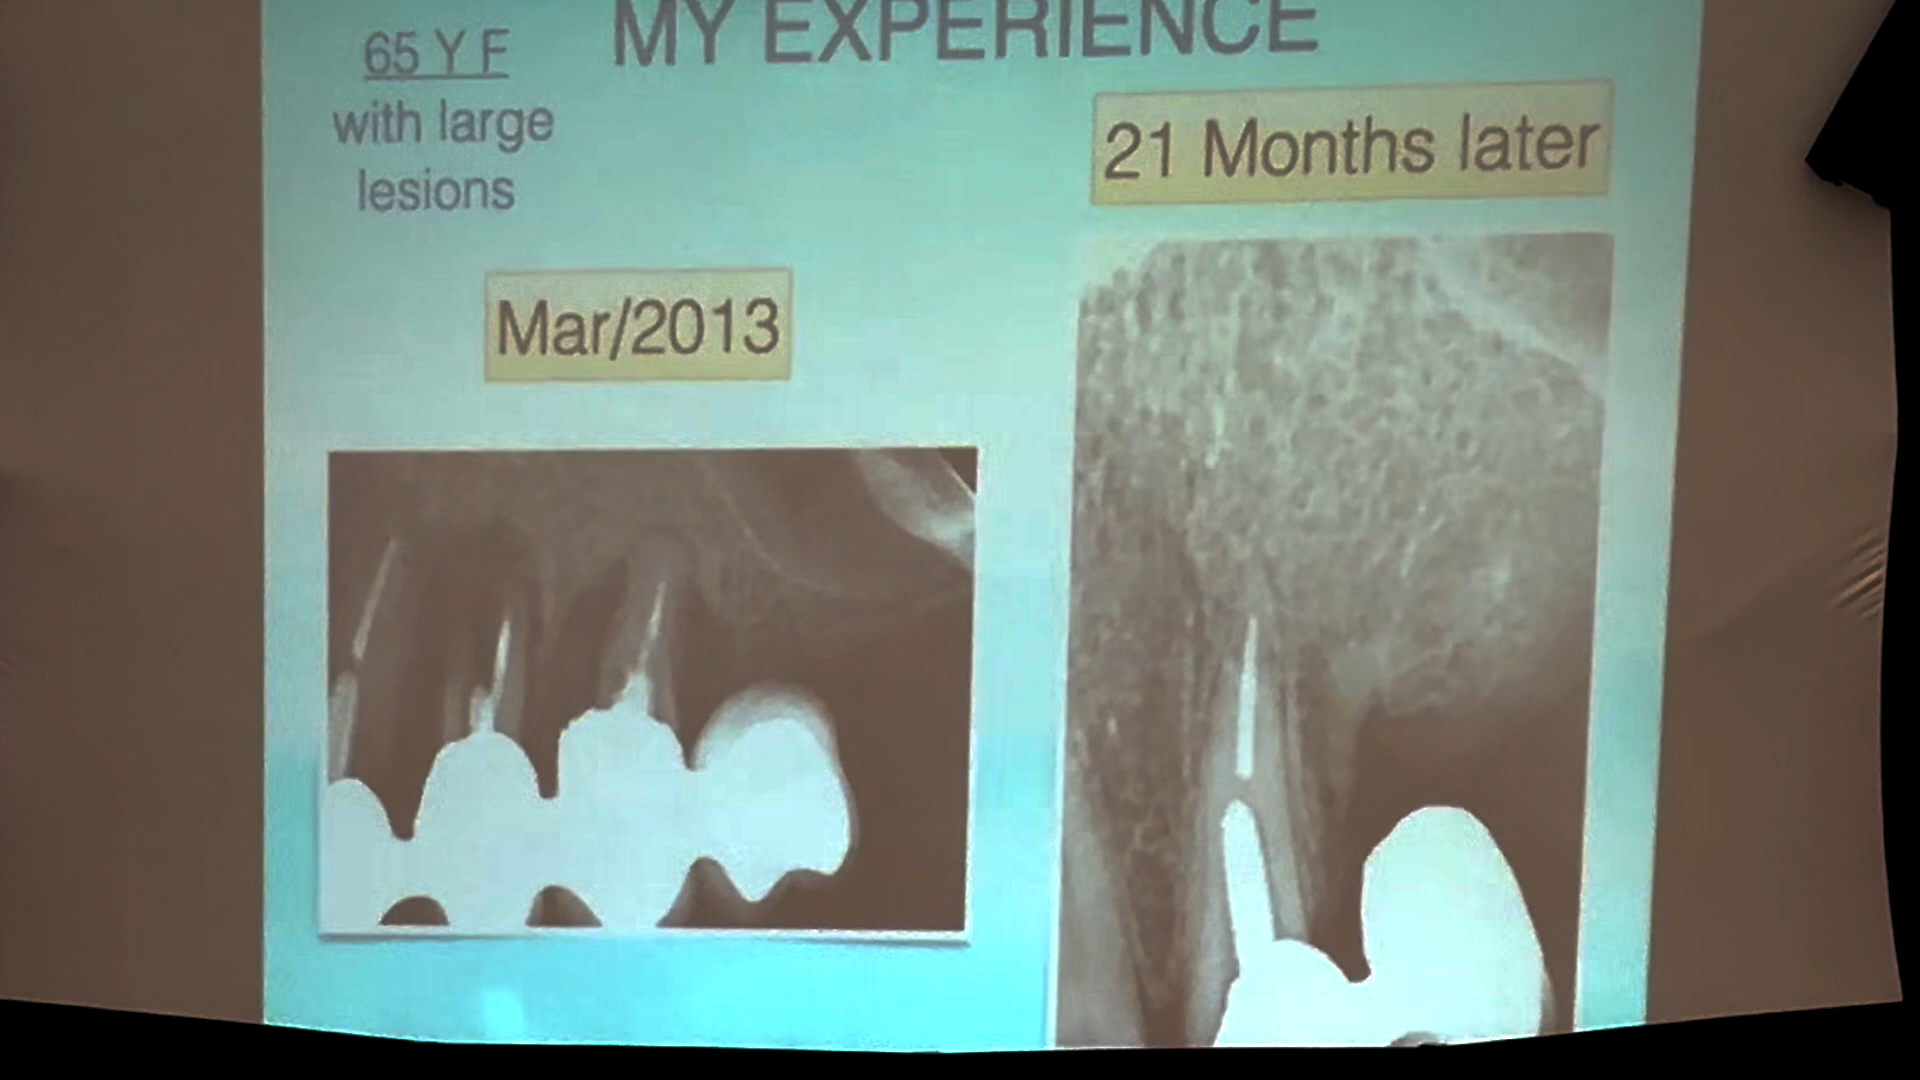 MY EXPERIENCE
65 Y F
with large
lesions
Mar/2013
21 Months later